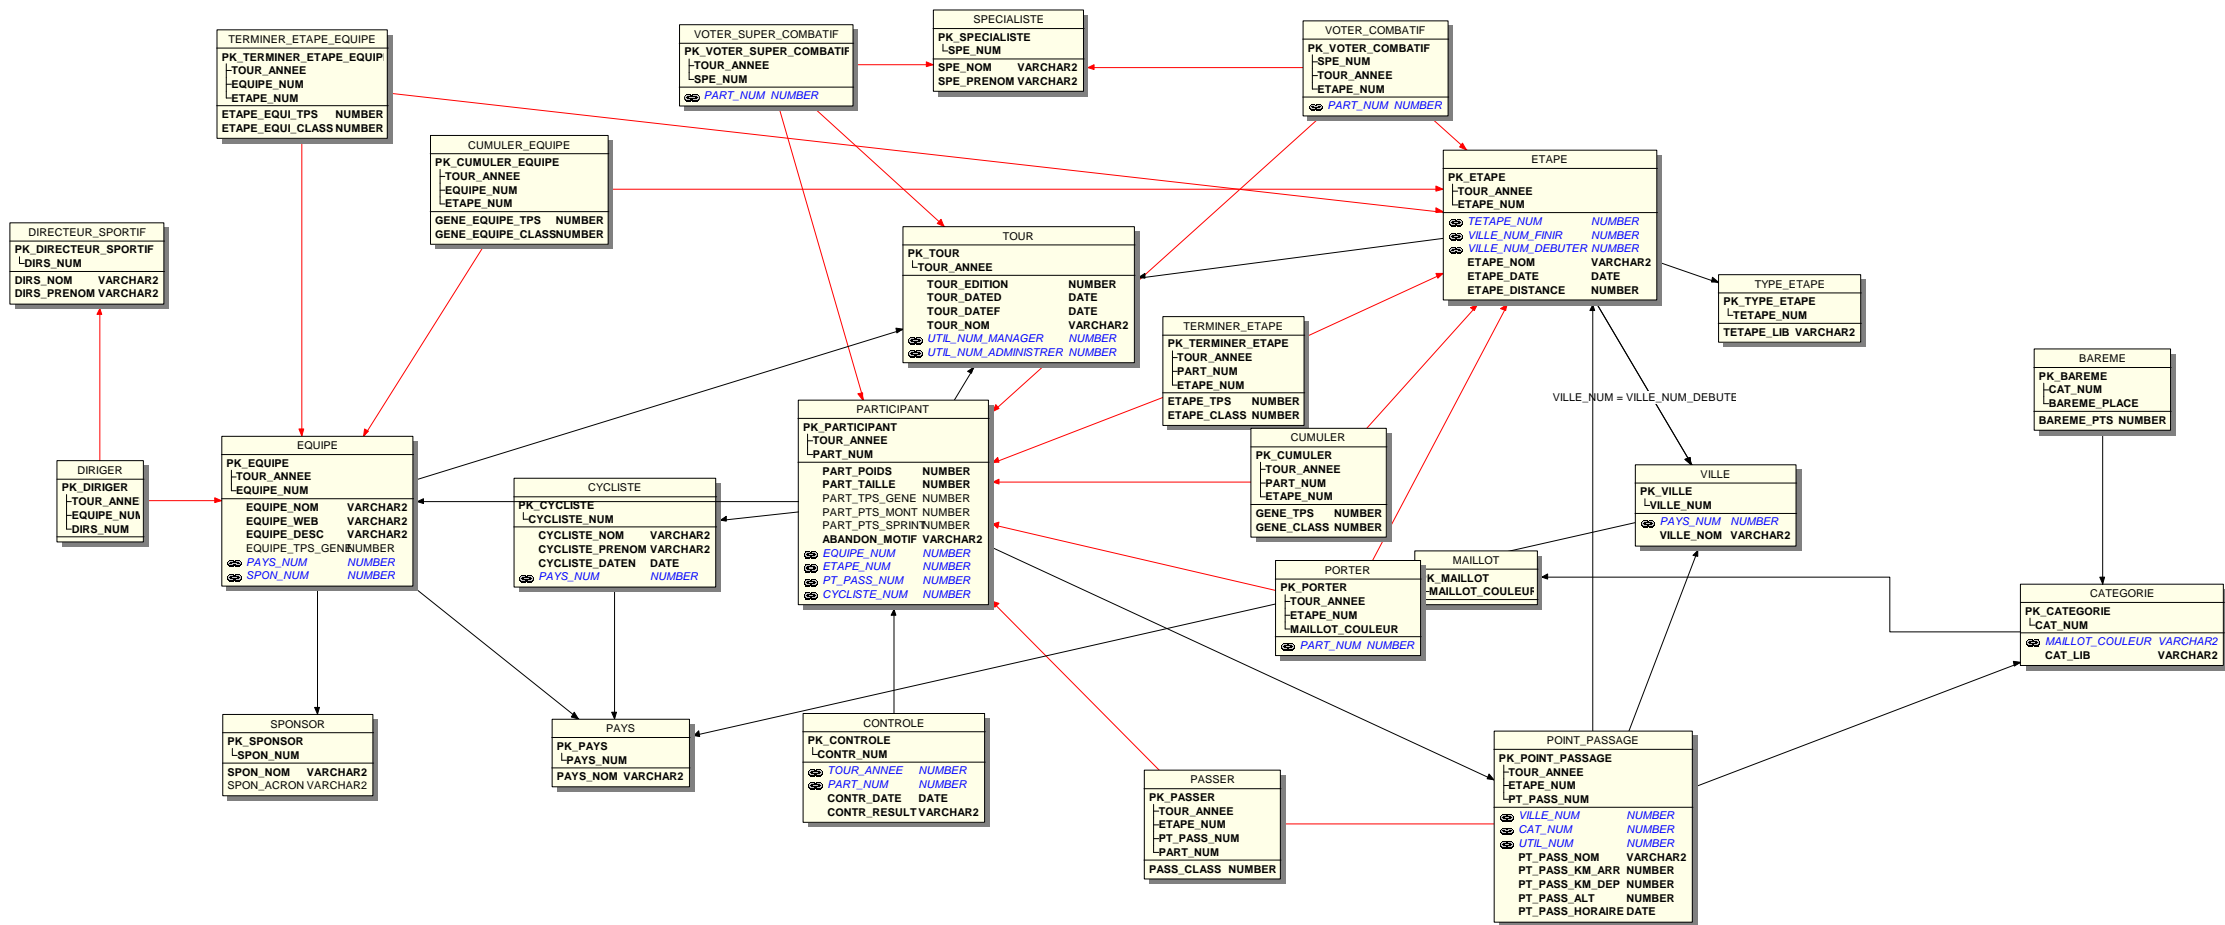 TERMINER_ETAPE_EQUIPE
PK_TERMINER_ETAPE_EQUIP
TOUR_ANNEE
EQUIPE_NUM
ETAPE_NUM
ETAPE_EQUI_TPS NUMBER
ETAPE_EQUI_CLASS NUMBER
VOTER_SUPER_COMBATIF
PK_VOTER_SUPER_COMBATIF
TOUR_ANNEE
SPE_NUM
PART_NUM NUMBER
SPECIALISTE
PK_SPECIALISTE
SPE_NUM
SPE_NOM VARCHAR2
SPE_PRENOM VARCHAR2
VOTER_COMBATIF
PK_VOTER_COMBATIF
SPE_NUM
TOUR_ANNEE
ETAPE_NUM
PART_NUM NUMBER
CUMULER_EQUIPE
PK_CUMULER_EQUIPE
TOUR_ANNEE
EQUIPE_NUM
ETAPE_NUM
GENE_EQUIPE_TPS NUMBER
GENE_EQUIPE_CLASSNUMBER
ETAPE
PK_ETAPE
TOUR_ANNEE
ETAPE_NUM
TETAPE_NUM NUMBER
VILLE_NUM_FINIR NUMBER
VILLE_NUM_DEBUTER NUMBER
ETAPE_NOM VARCHAR2
ETAPE_DATE DATE
ETAPE_DISTANCE NUMBER
DIRECTEUR_SPORTIF
PK_DIRECTEUR_SPORTIF
DIRS_NUM
DIRS_NOM VARCHAR2
DIRS_PRENOM VARCHAR2
TOUR
PK_TOUR
TOUR_ANNEE
TOUR_EDITION NUMBER
TOUR_DATED DATE
TOUR_DATEF DATE
TOUR_NOM VARCHAR2
UTIL_NUM_MANAGER NUMBER
UTIL_NUM_ADMINISTRER NUMBER
TYPE_ETAPE
PK_TYPE_ETAPE
TETAPE_NUM
TETAPE_LIB VARCHAR2
TERMINER_ETAPE
PK_TERMINER_ETAPE
TOUR_ANNEE
PART_NUM
ETAPE_NUM
ETAPE_TPS NUMBER
ETAPE_CLASS NUMBER
BAREME
PK_BAREME
CAT_NUM
BAREME_PLACE
BAREME_PTS NUMBER
VILLE_NUM = VILLE_NUM_DEBUTE
PARTICIPANT
PK_PARTICIPANT
TOUR_ANNEE
PART_NUM
PART_POIDS NUMBER
PART_TAILLE NUMBER
PART_TPS_GENE NUMBER
PART_PTS_MONT NUMBER
PART_PTS_SPRINTNUMBER
ABANDON_MOTIF VARCHAR2
EQUIPE_NUM NUMBER
ETAPE_NUM NUMBER
PT_PASS_NUM NUMBER
CYCLISTE_NUM NUMBER
CUMULER
PK_CUMULER
TOUR_ANNEE
PART_NUM
ETAPE_NUM
GENE_TPS NUMBER
GENE_CLASS NUMBER
EQUIPE
PK_EQUIPE
TOUR_ANNEE
EQUIPE_NUM
EQUIPE_NOM VARCHAR2
EQUIPE_WEB VARCHAR2
EQUIPE_DESC VARCHAR2
EQUIPE_TPS_GENENUMBER
PAYS_NUM NUMBER
SPON_NUM NUMBER
DIRIGER
PK_DIRIGER
TOUR_ANNE
EQUIPE_NUM
DIRS_NUM
CYCLISTE
PK_CYCLISTE
CYCLISTE_NUM
CYCLISTE_NOM VARCHAR2
CYCLISTE_PRENOM VARCHAR2
CYCLISTE_DATEN DATE
PAYS_NUM NUMBER
VILLE
PK_VILLE
VILLE_NUM
PAYS_NUM NUMBER
VILLE_NOM VARCHAR2
MAILLOT
K_MAILLOT
MAILLOT_COULEUR
PORTER
PK_PORTER
TOUR_ANNEE
ETAPE_NUM
MAILLOT_COULEUR
PART_NUM NUMBER
CATEGORIE
PK_CATEGORIE
CAT_NUM
MAILLOT_COULEUR VARCHAR2
CAT_LIB VARCHAR2
SPONSOR
PK_SPONSOR
SPON_NUM
SPON_NOM VARCHAR2
SPON_ACRON VARCHAR2
PAYS
PK_PAYS
PAYS_NUM
PAYS_NOM VARCHAR2
CONTROLE
PK_CONTROLE
CONTR_NUM
TOUR_ANNEE NUMBER
PART_NUM NUMBER
CONTR_DATE DATE
CONTR_RESULT VARCHAR2
PASSER
PK_PASSER
TOUR_ANNEE
ETAPE_NUM
PT_PASS_NUM
PART_NUM
PASS_CLASS NUMBER
POINT_PASSAGE
PK_POINT_PASSAGE
TOUR_ANNEE
ETAPE_NUM
PT_PASS_NUM
VILLE_NUM NUMBER
CAT_NUM NUMBER
UTIL_NUM NUMBER
PT_PASS_NOM VARCHAR2
PT_PASS_KM_ARR NUMBER
PT_PASS_KM_DEP NUMBER
PT_PASS_ALT NUMBER
PT_PASS_HORAIRE DATE